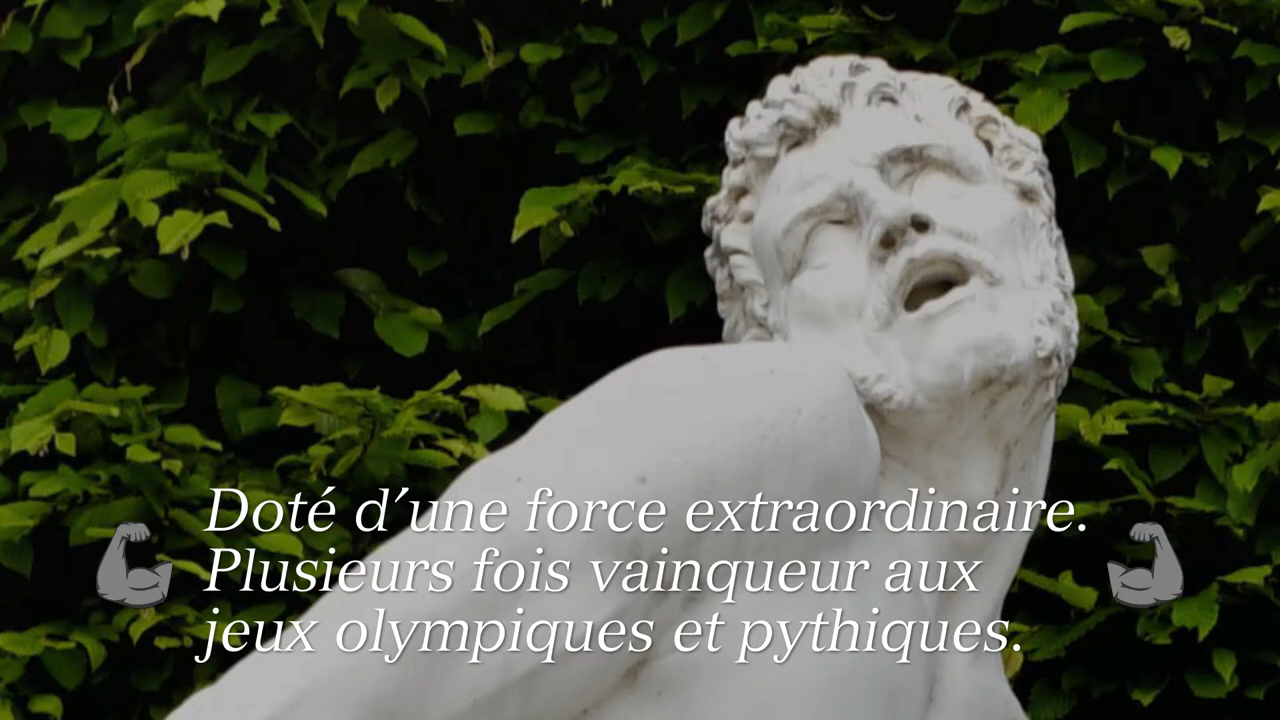 Doté d’une force extraordinaire.
Plusieurs fois vainqueur aux
jeux olympiques et pythiques.